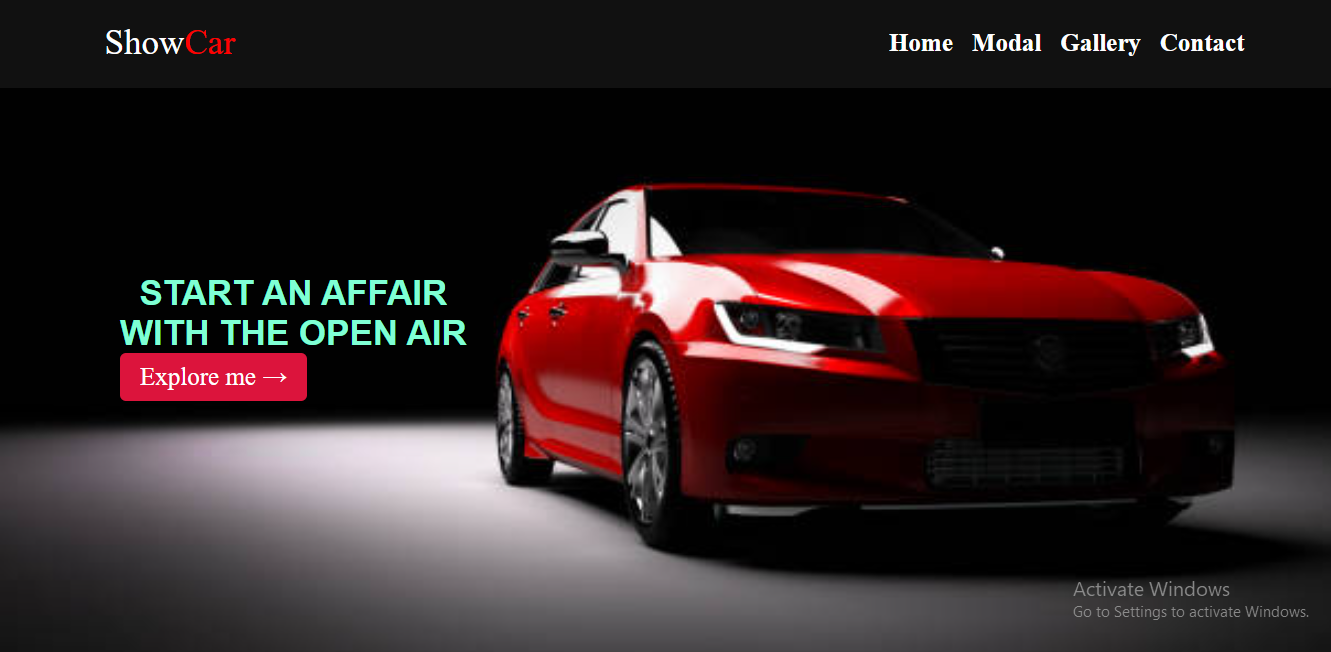 ShowCar
Home Modal Gallery Contact
START AN AFFAIR
WITH THE OPEN AIR
Explore me →
Activate Windows
Go to Settings to activate Windows.